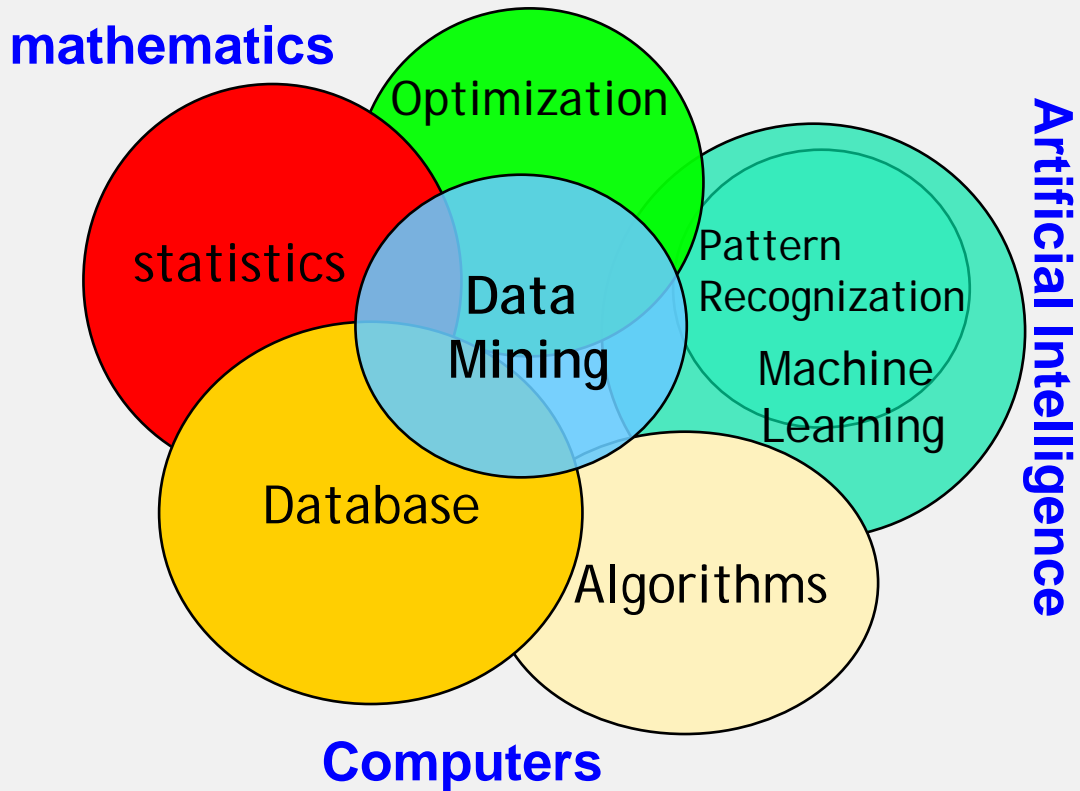 mathematics
Optimization
Artificial Intelligence
statistics
Pattern
Recognization
Data
Mining
Machine
Learning
Database
Algorithms
Computers